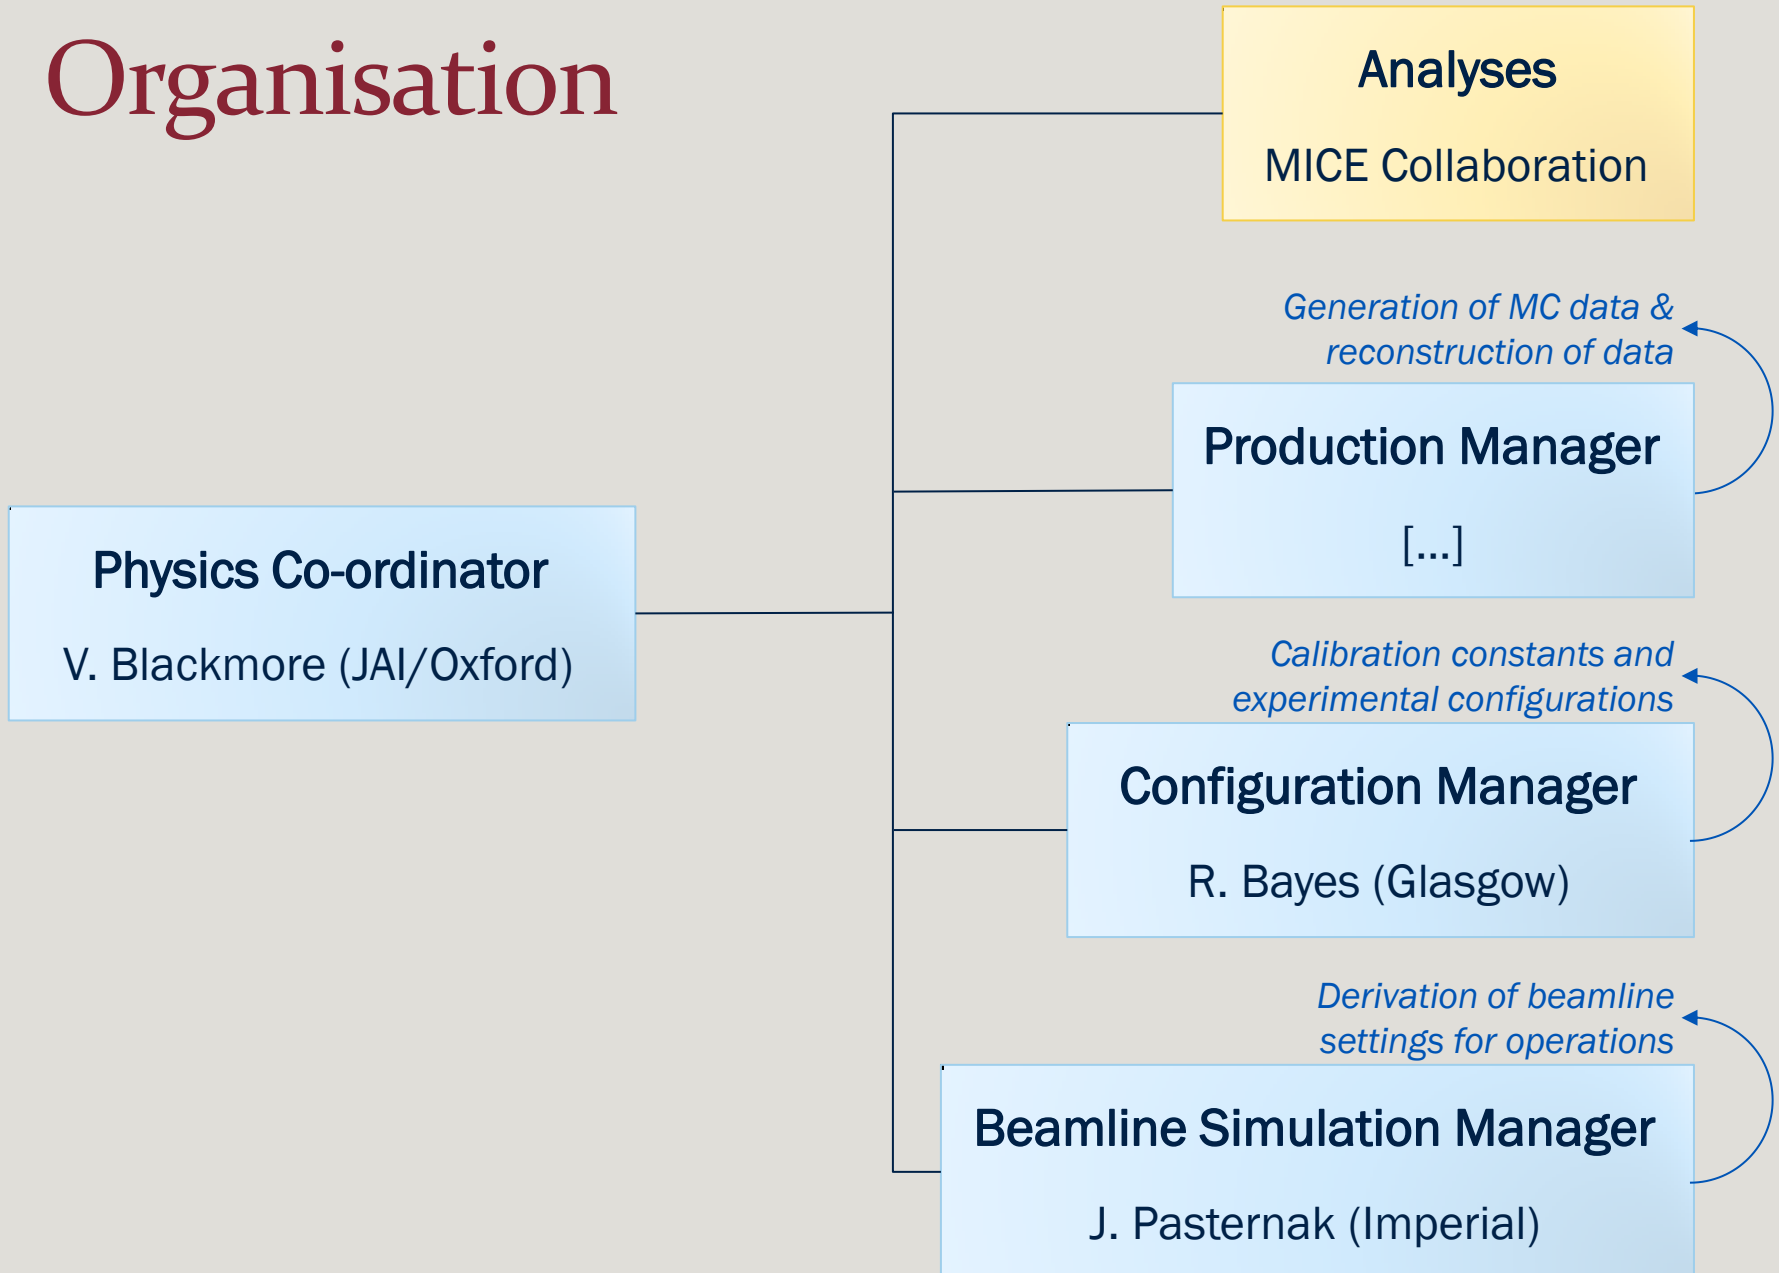 Organisation
Analyses
MICE Collaboration
Generation of MC data &
reconstruction of data
Production Manager
[...]
Physics Co-ordinator
V. Blackmore (JAI/Oxford)
Calibration constants and
experimental configurations
Configuration Manager
R. Bayes (Glasgow)
Derivation of beamline
settings for operations
Beamline Simulation Manager
J. Pasternak (Imperial)